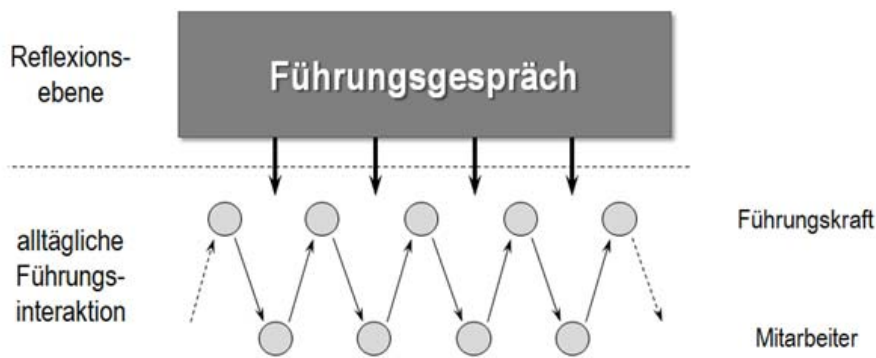 Reflexions-
ebene
Führungsgespräch
alltägliche
Führungs-
interaktion
Führungskraft
Mitarbeiter